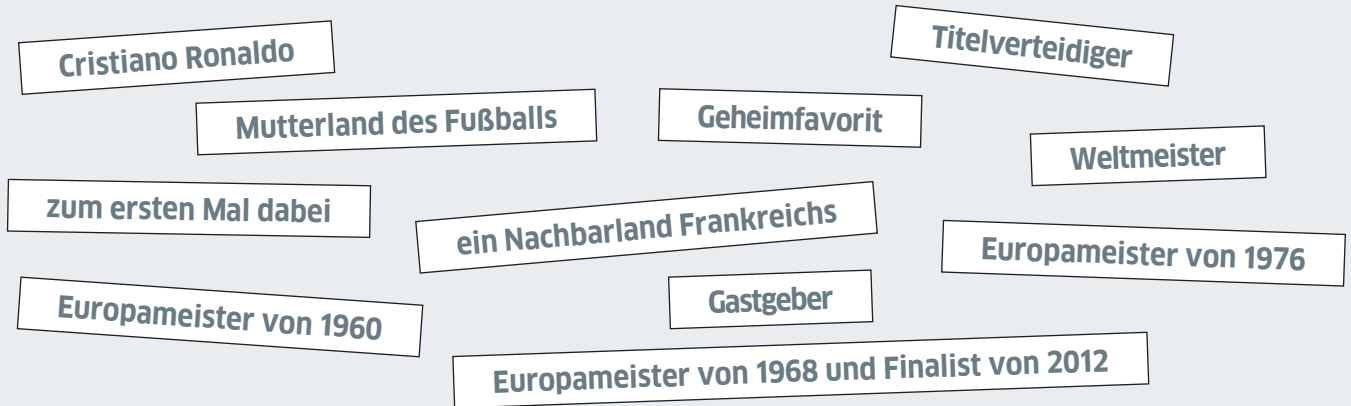 Cristiano Ronaldo
Titelverteidiger
Mutterland des Fußballs
Geheimfavorit
Weltmeister
zum ersten Mal dabei
ein Nachbarland Frankreichs
Europameister von 1976
Europameister von 1960
Gastgeber
Europameister von 1968 und Finalist von 2012